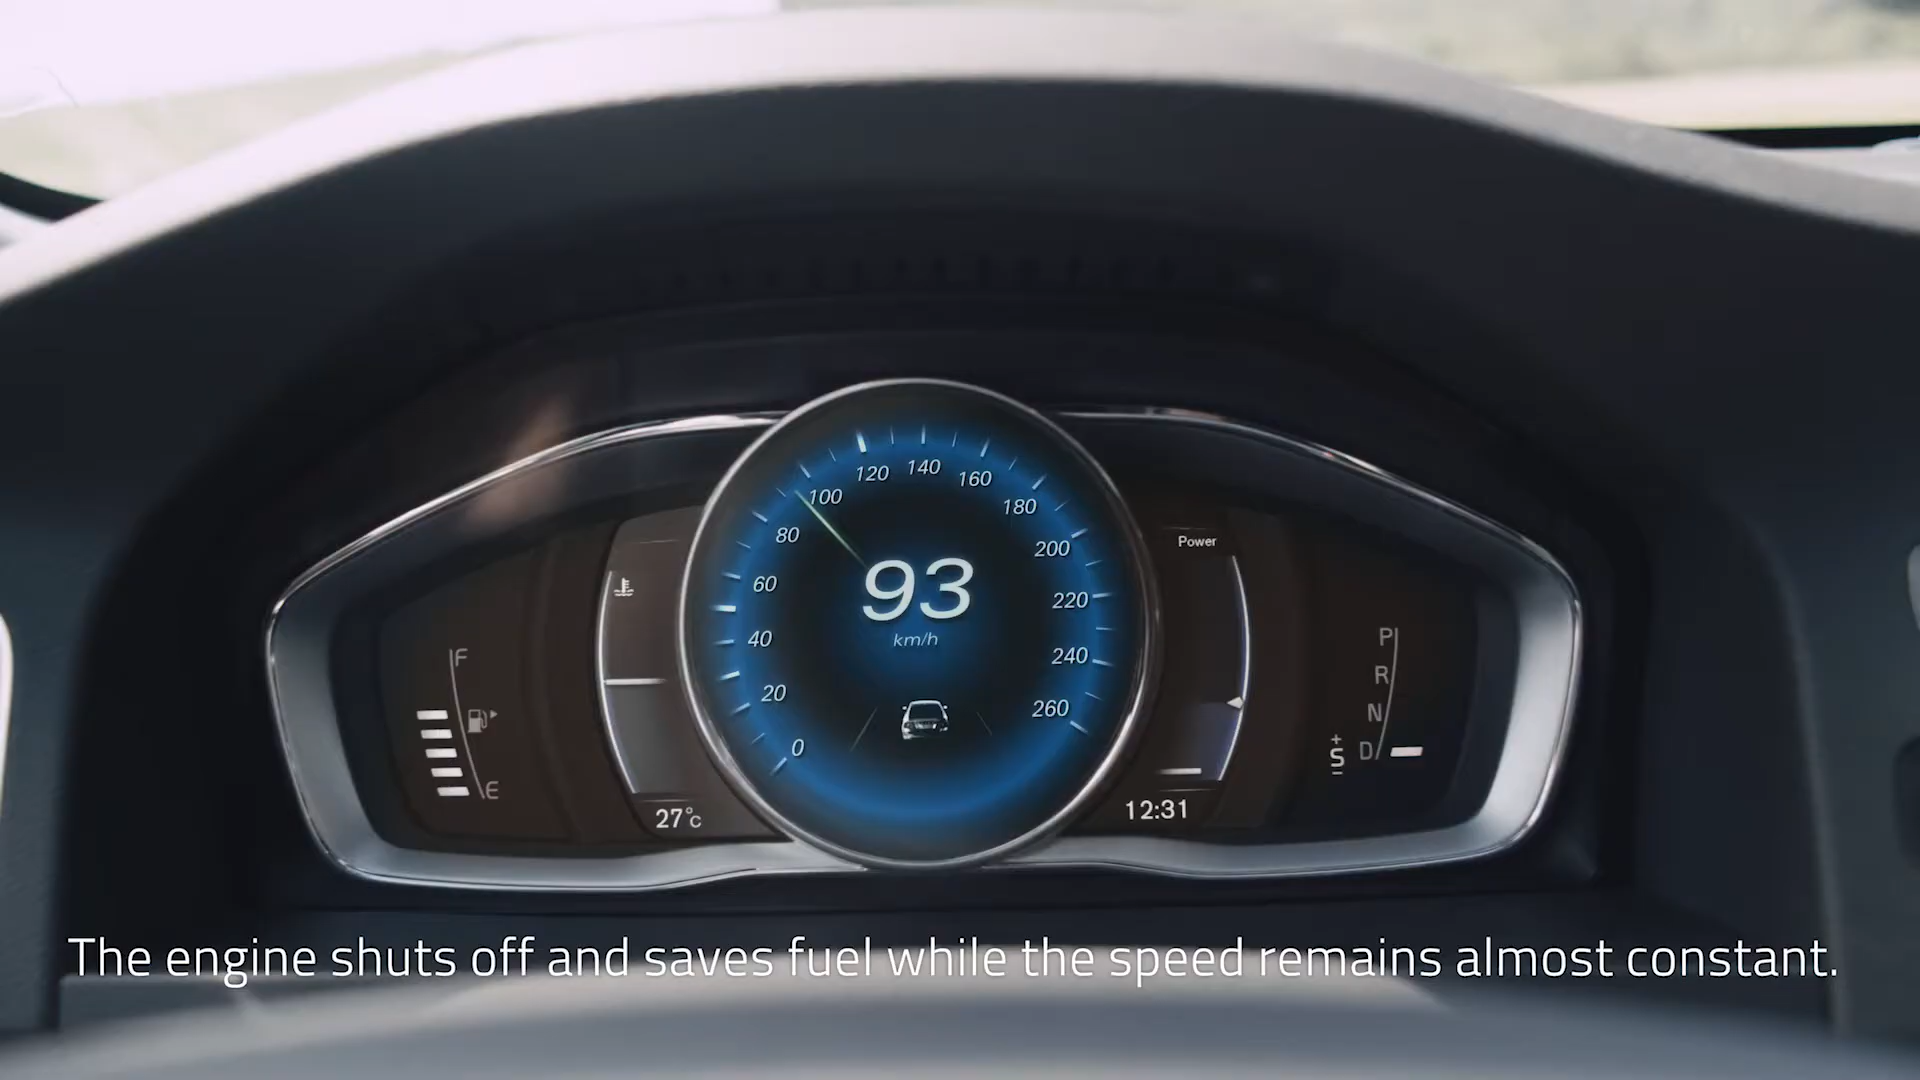 120 140 160
100 180
80 200
60 220
40 240
20 260
0
93
km/h
F
E
27°C
Power
12:31
P
R
N
D
+
S
−
The engine shuts off and saves fuel while the speed remains almost constant.